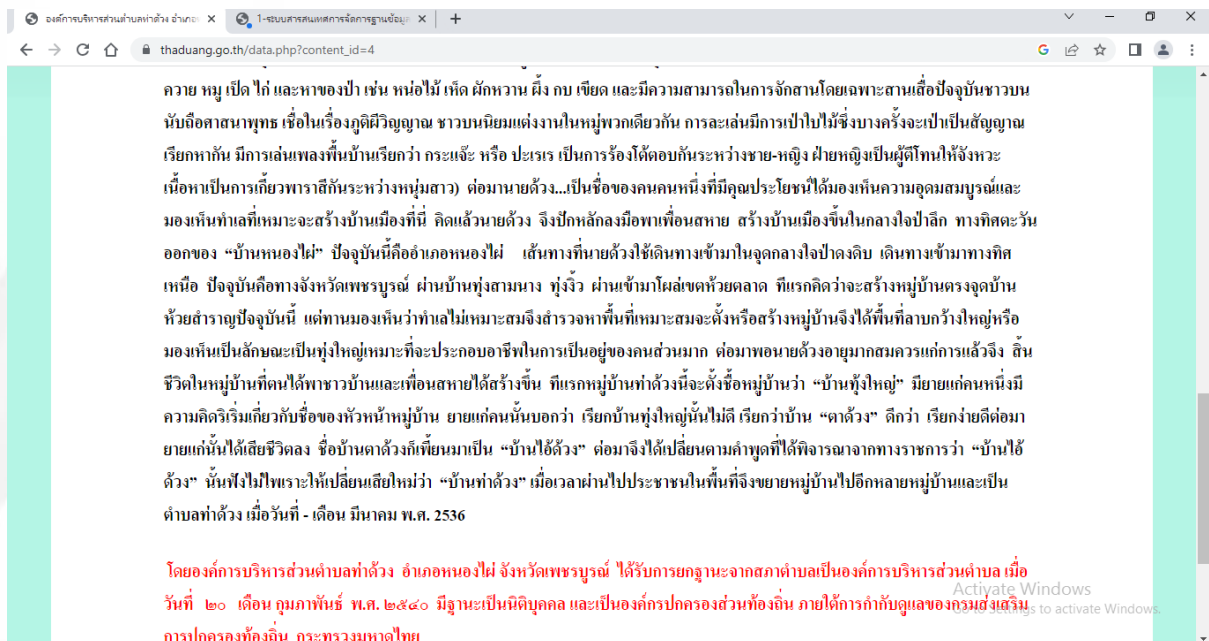 องค์การบริหารส่วนตำบลท่าด้วง อำเภอ
1-ระบบสารสนเทศการจัดการฐานข้อมูล
thaduang.go.th/data.php?content_id=4
ควาย หมู เป็ด ไก่ และหาของป่า เช่น หน่อไม้ เห็ด ผักหวาน ผึ้ง กบ เขียด และมีความสามารถในการจักสานโดยเฉพาะสานเสื่อปัจจุบันชาวบน
นับถือศาสนาพุทธ เชื่อในเรื่องภูติผีวิญญาณ ชาวบนนิยมแต่งงานในหมู่พวกเดียวกัน การละเล่นมีการเป่าใบไม้ซึ่งบางครั้งจะเป่าเป็นสัญญาณ
เรียกหากัน มีการเล่นเพลงพื้นบ้านเรียกว่า กระแจ๊ะ หรือ ปะเรเร เป็นการร้องโต้ตอบกันระหว่างชาย-หญิง ฝ่ายหญิงเป็นผู้ตีโทนให้จังหวะ
เนื้อหาเป็นการเกี้ยวพาราสีกันระหว่างหนุ่มสาว) ต่อมานายด้วง...เป็นชื่อของคนคนหนึ่งที่มีคุณประโยชน์ได้มองเห็นความอุดมสมบูรณ์และ
มองเห็นทำเลที่เหมาะจะสร้างบ้านเมืองที่นี่ คิดแล้วนายด้วง จึงปักหลักลงมือพาเพื่อนสหาย สร้างบ้านเมืองขึ้นในกลางใจป่าลึก ทางทิศตะวัน
ออกของ “บ้านหนองไผ่” ปัจจุบันนี้คืออำเภอหนองไผ่ เส้นทางที่นายด้วงใช้เดินทางเข้ามาในจุดกลางใจป่าดงดิบ เดินทางเข้ามาทางทิศ
เหนือ ปัจจุบันคือทางจังหวัดเพชรบูรณ์ ผ่านบ้านทุ่งสามนาง ทุ่งงิ้ว ผ่านเข้ามาโผล่เขตห้วยตลาด ทีแรกคิดว่าจะสร้างหมู่บ้านตรงจุดบ้าน
ห้วยสำราญปัจจุบันนี้ แต่ทานมองเห็นว่าทำเลไม่เหมาะสมจึงสำรวจหาพื้นที่เหมาะสมจะตั้งหรือสร้างหมู่บ้านจึงได้พื้นที่ลาบกว้างใหญ่หรือ
มองเห็นเป็นลักษณะเป็นทุ่งใหญ่เหมาะที่จะประกอบอาชีพในการเป็นอยู่ของคนส่วนมาก ต่อมาพอนายด้วงอายุมากสมควรแก่การแล้วจึง สิ้น
ชีวิตในหมู่บ้านที่ตนได้พาชาวบ้านและเพื่อนสหายได้สร้างขึ้น ทีแรกหมู่บ้านท่าด้วงนี้จะตั้งชื้อหมู่บ้านว่า “บ้านทุ้งใหญ่” มียายแก่คนหนึ่งมี
ความคิดริเริ่มเกี่ยวกับชื่อของหัวหน้าหมู่บ้าน ยายแก่คนนั้นบอกว่า เรียกบ้านทุ่งใหญ่นั้นไม่ดี เรียกว่าบ้าน “ตาด้วง” ดีกว่า เรียกง่ายดีต่อมา
ยายแก่นั้นได้เสียชีวิตลง ชื่อบ้านตาด้วงก็เพี้ยนมาเป็น “บ้านไอ้ด้วง” ต่อมาจึงได้เปลี่ยนตามคำพูดที่ได้พิจารณาจากทางราชการว่า “บ้านไอ้
ด้วง” นั้นฟังไม่ไพเราะให้เปลี่ยนเสียใหม่ว่า “บ้านท่าด้วง” เมื่อเวลาผ่านไปประชาชนในพื้นที่จึงขยายหมู่บ้านไปอีกหลายหมู่บ้านและเป็น
ตำบลท่าด้วง เมื่อวันที่ - เดือน มีนาคม พ.ศ. 2536
โดยองค์การบริหารส่วนตำบลท่าด้วง อำเภอหนองไผ่ จังหวัดเพชรบูรณ์ ได้รับการยกฐานะจากสภาตำบลเป็นองค์การบริหารส่วนตำบล เมื่อ
วันที่ ๒๐ เดือน กุมภาพันธ์ พ.ศ. ๒๕๔๐ มีฐานะเป็นนิติบุคคล และเป็นองค์กรปกครองส่วนท้องถิ่น ภายใต้การกำกับดูแลของกรมส่งเสริม
การปกครองท้องถิ่น กระทรวงมหาดไทย
Activate Windows
Go to Settings to activate Windows.